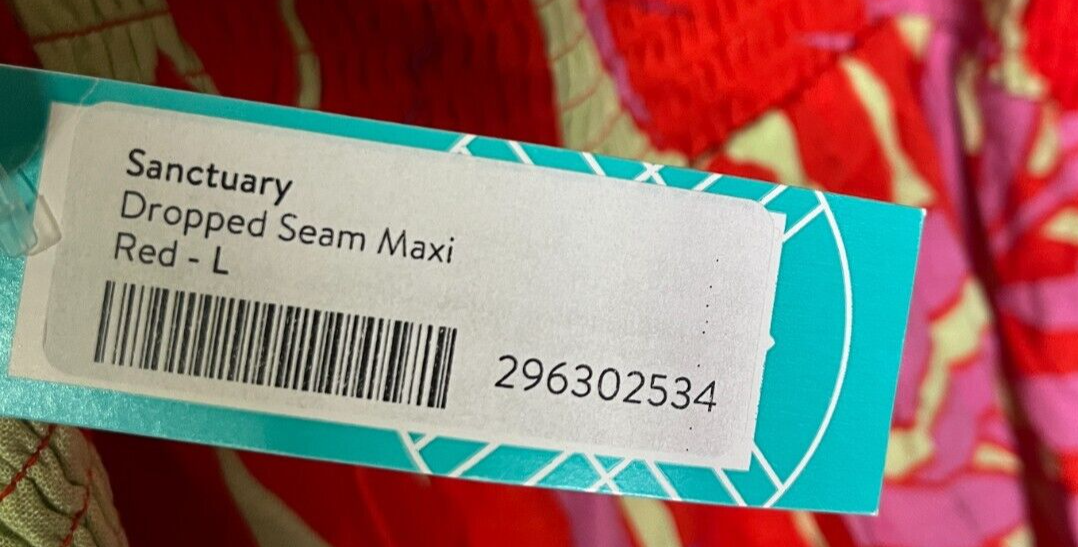 Sanctuary
Dropped Seam Maxi
Red - L
296302534